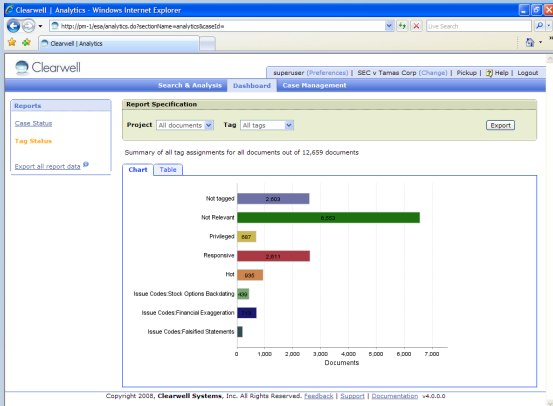 Clearwell | Analytics - Windows Internet Explorer
http://pm-1/esa/analytics.do?sectionName=analytics&caseId=
Live Search
Clearwell | Analytics
Clearwell
superuser (Preferences) | SEC v Tamas Corp (Change) | Pickup | Help | Logout
Search & Analysis Dashboard Case Management
Reports
Case Status
Tag Status
Export all report data
Report Specification
Project All documents Tag All tags Export
Summary of all tag assignments for all documents out of 12,659 documents
Chart Table
Not tagged 2,603
Not Relevant
Privileged 687
Responsive 2,611
Hot
Issue Codes:Stock Options Backdating
Issue Codes:Financial Exaggeration
Issue Codes:Falsified Statements
0 1,000 2,000 3,000 4,000 5,000 6,000 7,000
Documents
Copyright 2008, Clearwell Systems, Inc. All Rights Reserved. Feedback | Support | Documentation v4.0.0.0